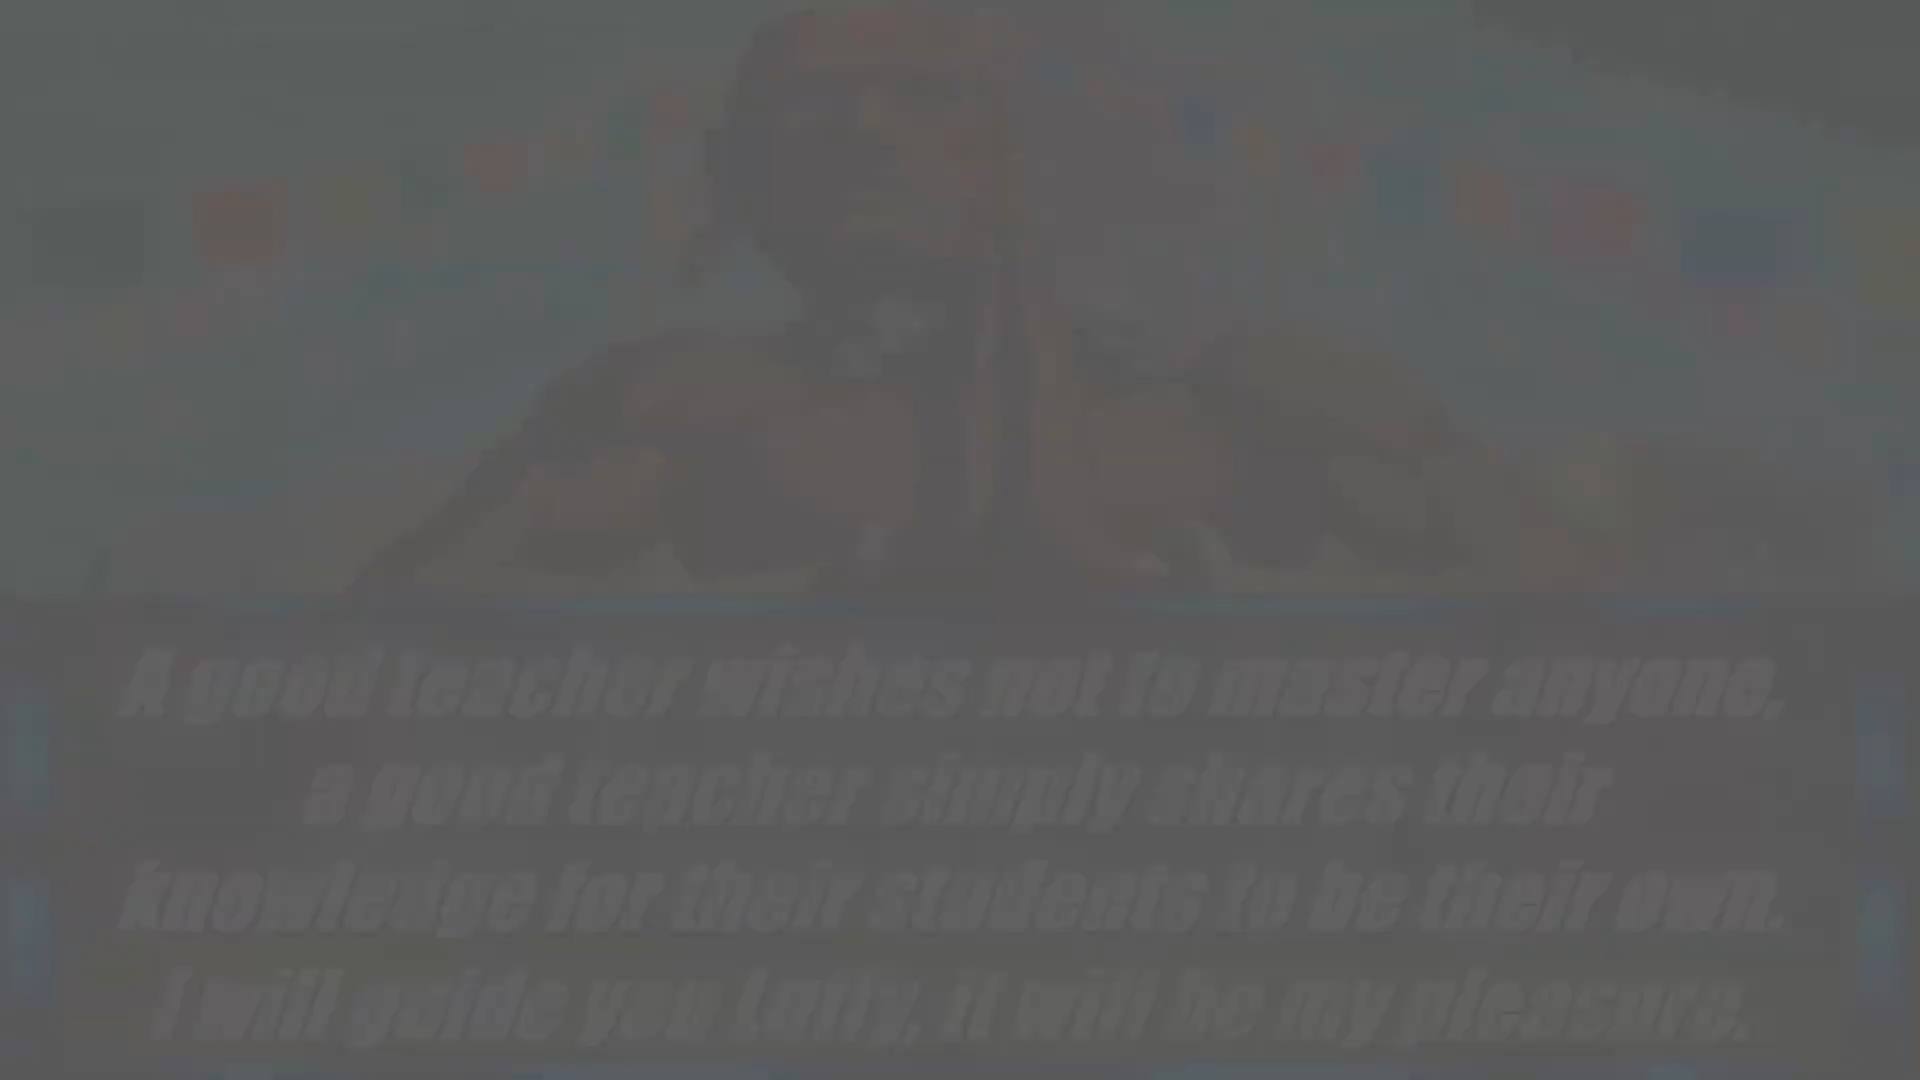 A good teacher wishes not to master anyone,
a good teacher simply shares their
knowledge for their students to be their own.
I will guide you Latty, it will be my pleasure.